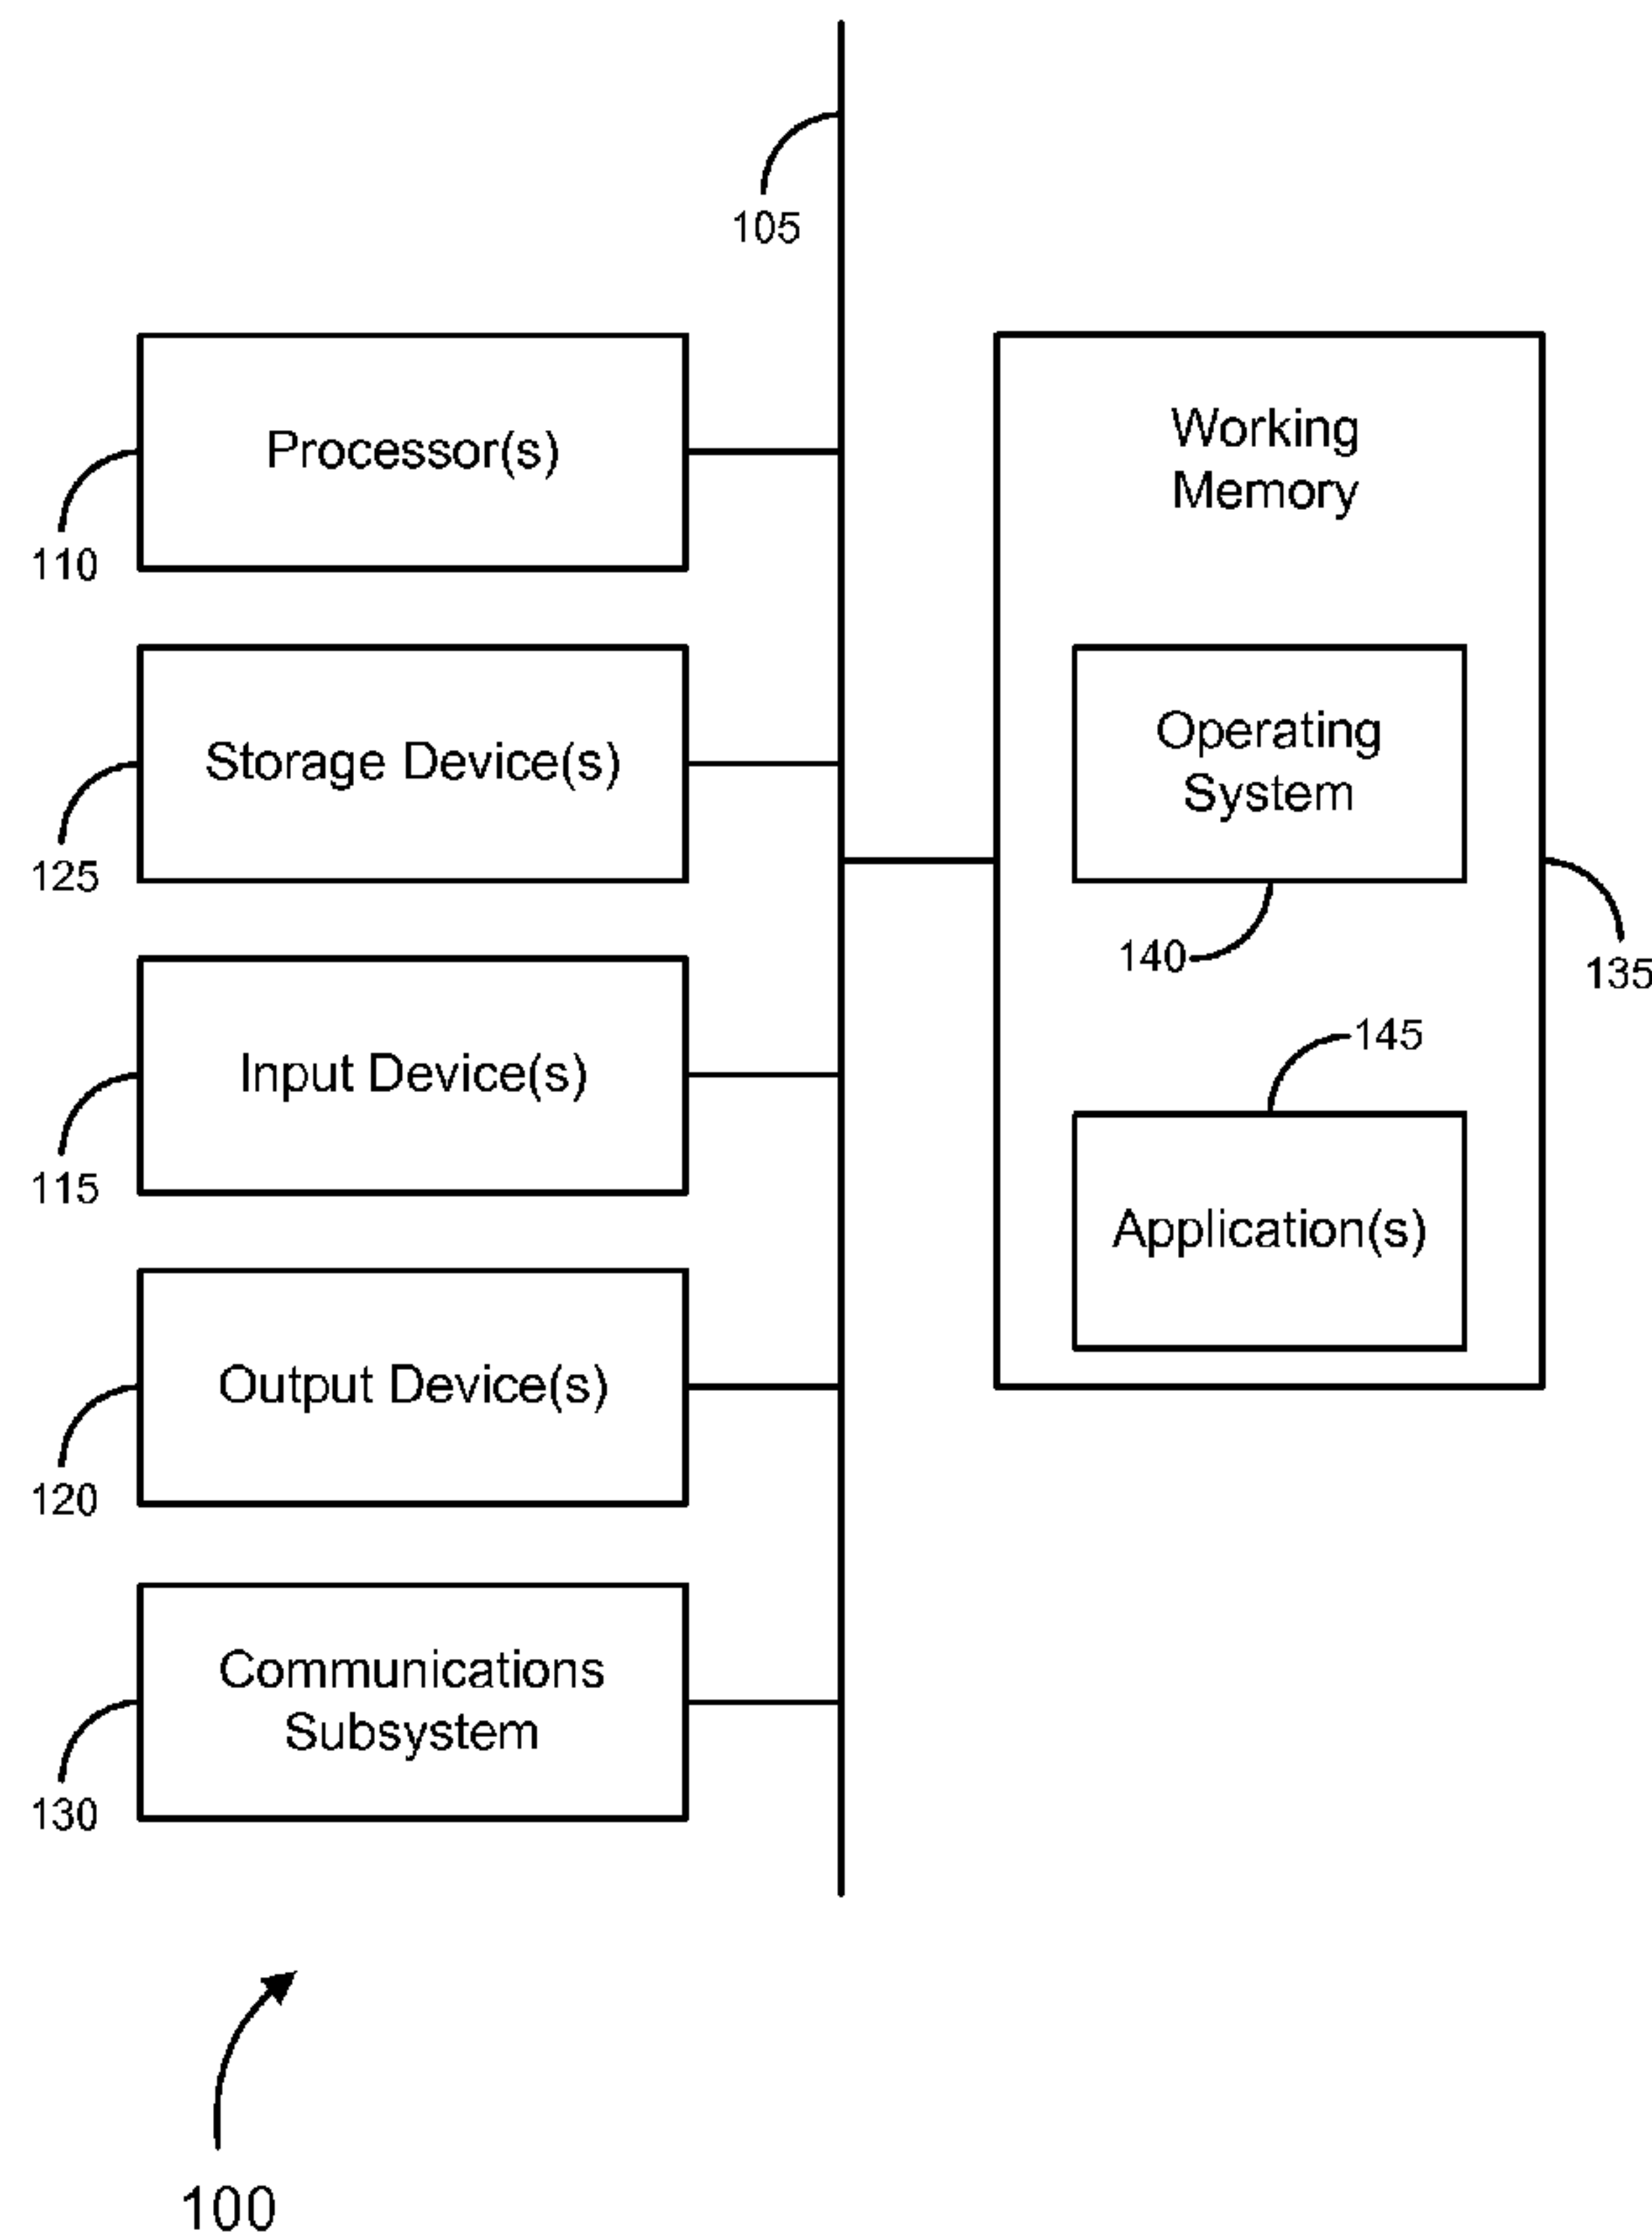 105
Processor(s)
110
Storage Device(s)
125
Input Device(s)
115
Output Device(s)
120
Communications
Subsystem
130
Working
Memory
Operating
System
140
135
145
Application(s)
100